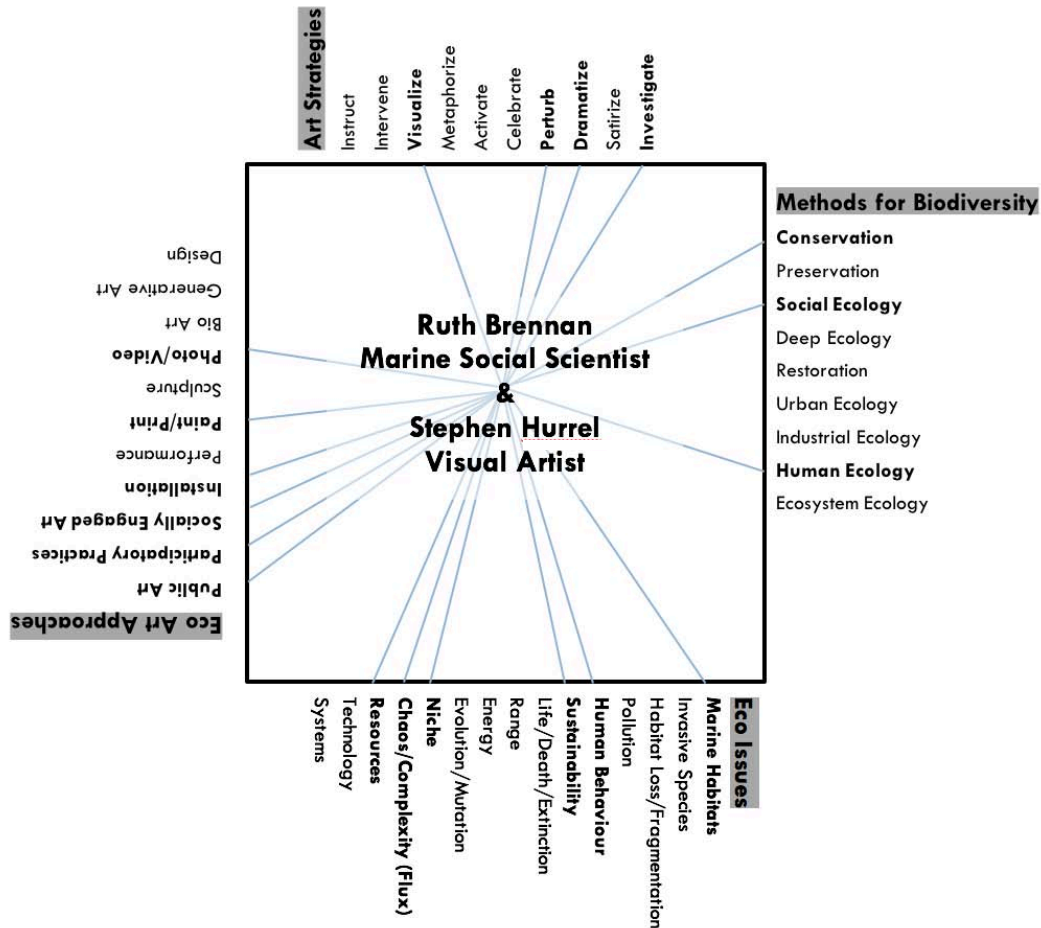 Art Strategies
Instruct
Intervene
Visualize
Metaphorize
Activate
Celebrate
Perturb
Dramatize
Satirize
Investigate
Methods for Biodiversity
Conservation
Preservation
Social Ecology
Deep Ecology
Restoration
Urban Ecology
Industrial Ecology
Human Ecology
Ecosystem Ecology
Ruth Brennan
Marine Social Scientist
&
Stephen Hurrel
Visual Artist
Eco Issues
Marine Habitats
Invasive Species
Habitat Loss/Fragmentation
Pollution
Human Behaviour
Sustainability
Life/Death/Extinction
Range
Energy
Evolution/Mutation
Niche
Chaos/Complexity (Flux)
Resources
Technology
Systems
Eco Art Approaches
Public Art
Participatory Practices
Socially Engaged Art
Installation
Performance
Paint/Print
Sculpture
Photo/Video
Bio Art
Generative Art
Design